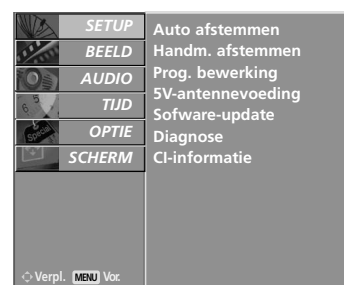 SETUP
BEELD
AUDIO
TIJD
OPTIE
SCHERM
Auto afstemmen
Handm. afstemmen
Prog. bewerking
5V-antennevoeding
Sofware-update
Diagnose
CI-informatie
Special
Verpl. MENU Vor.